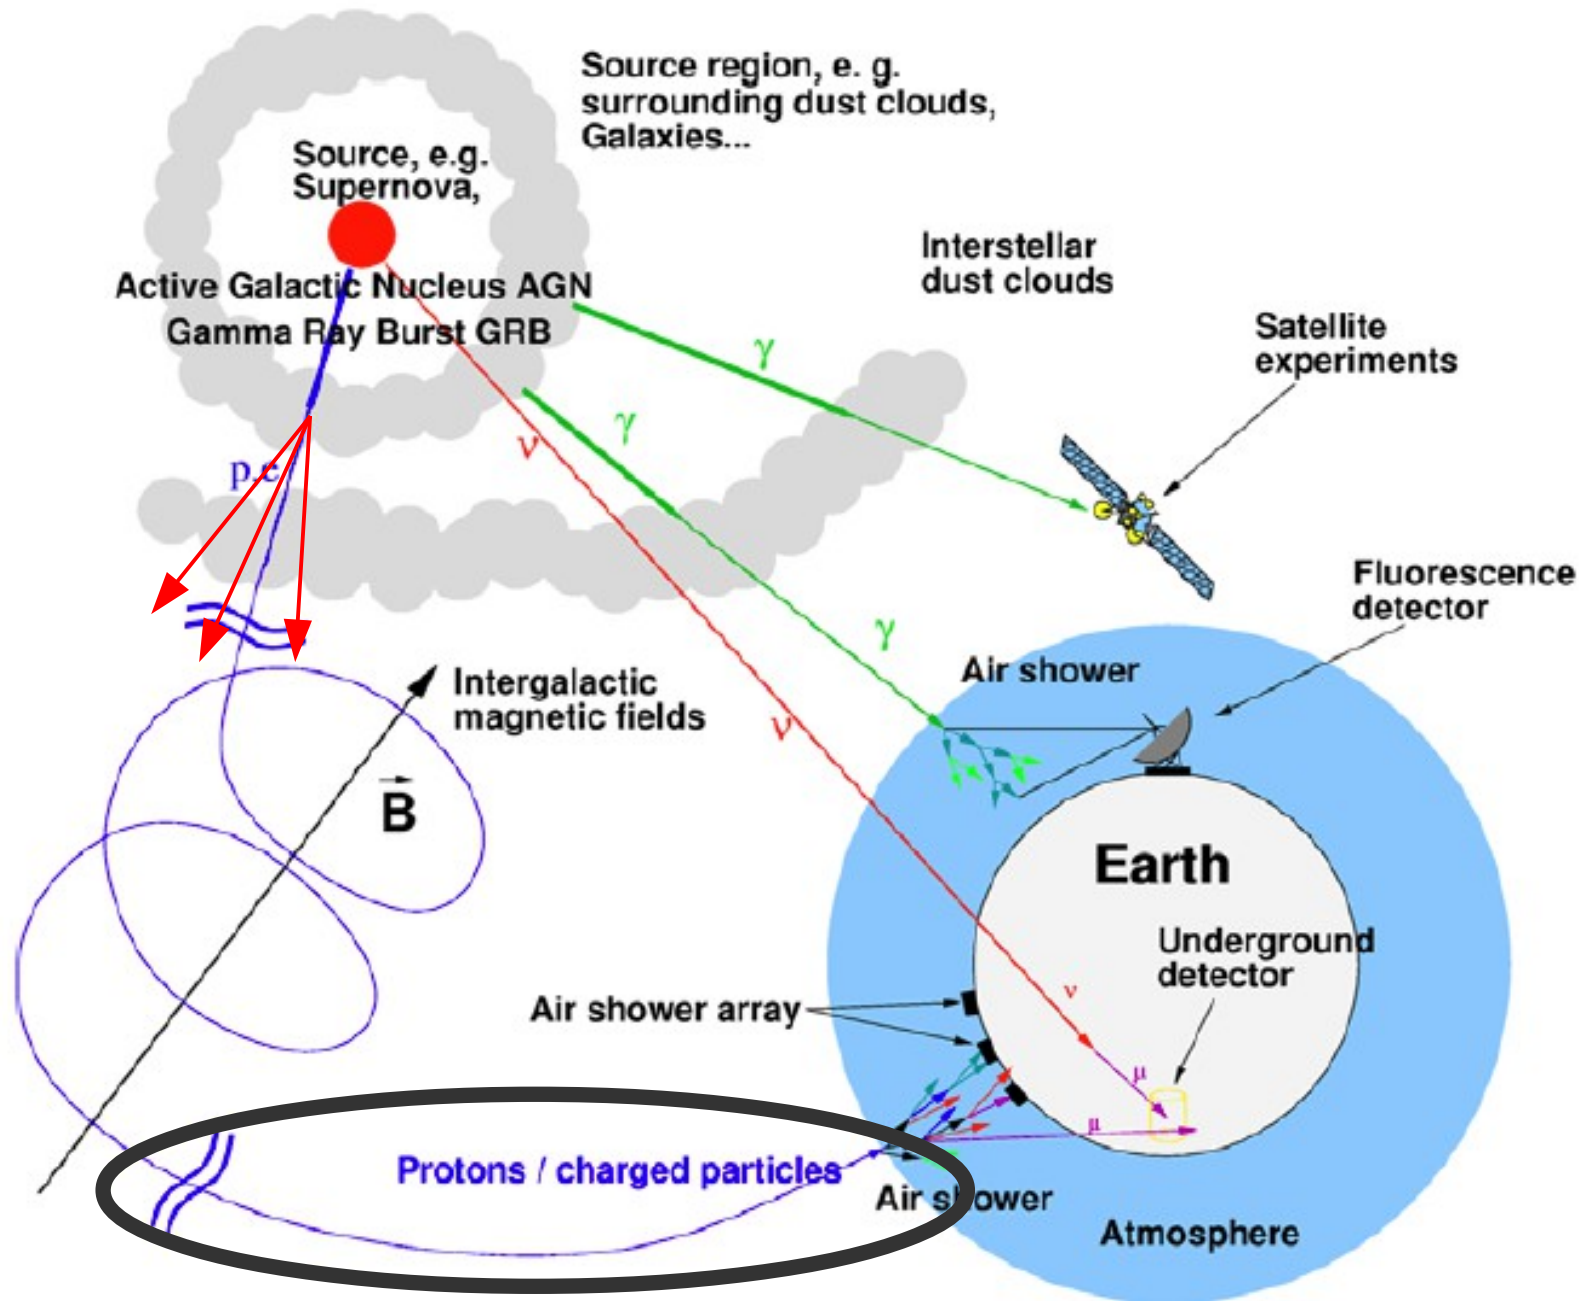 Source region, e. g.
surrounding dust clouds,
Galaxies...
Source, e.g.
Supernova,
Active Galactic Nucleus AGN
Gamma Ray Burst GRB
Interstellar
dust clouds
Satellite
experiments
γ
γ
ν
p,e
Fluorescence
detector
γ
Air shower
Intergalactic
magnetic fields
ν
B
Earth
Underground
detector
ν
Air shower array
μ
μ
Protons / charged particles
Air shower
Atmosphere